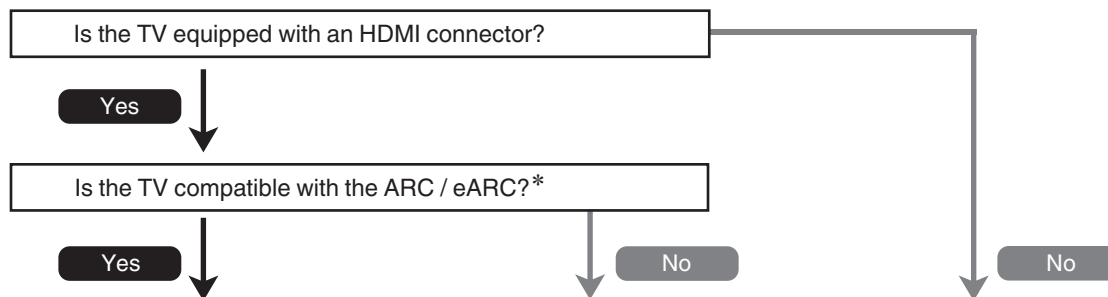 Is the TV equipped with an HDMI connector?
Yes
Is the TV compatible with the ARC / eARC?*
Yes
No
No